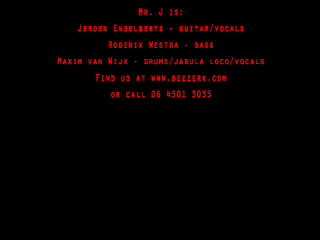 Mr. J is:
Jeroen Engelberts - guitar/vocals
Roderik Westra - bass
Maxim van Wijk - drums/jabula loco/vocals
Find us at www.beezerk.com
or call 06 4501 3035